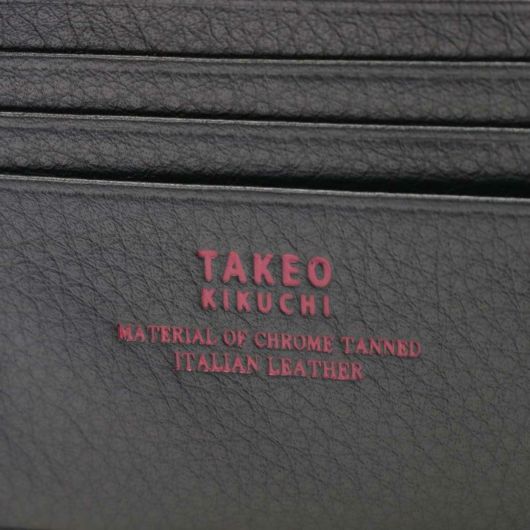 TAKEO
KIKUCHI
MATERIAL OF CHROME TANNED
ITALIAN LEATHER